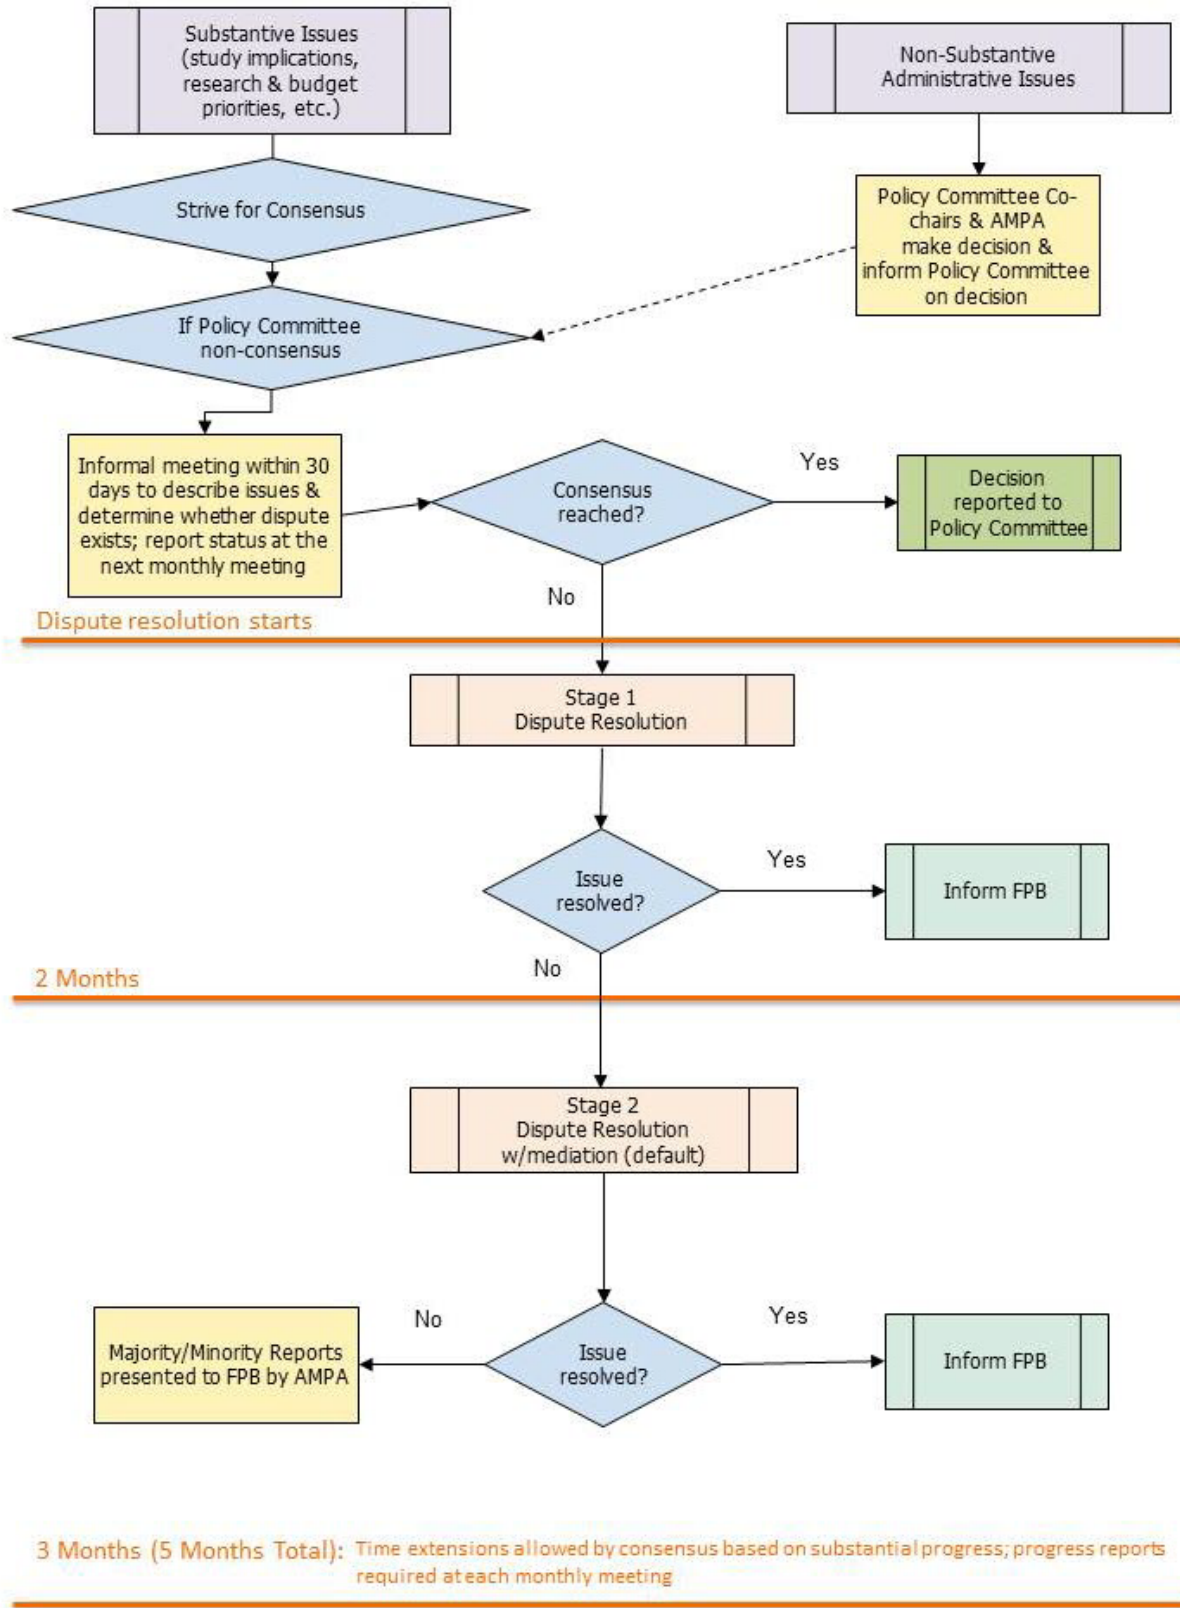 Substantive Issues
(study implications,
research & budget
priorities, etc.)
Non-Substantive
Administrative Issues
Strive for Consensus
Policy Committee Co-
chairs & AMPA
make decision &
inform Policy Committee
on decision
If Policy Committee
non-consensus
Informal meeting within 30
days to describe issues &
determine whether dispute
exists; report status at the
next monthly meeting
Consensus
reached?
Yes
Decision
reported to
Policy Committee
No
Dispute resolution starts
Stage 1
Dispute Resolution
Issue
resolved?
Yes
Inform FPB
No
2 Months
Stage 2
Dispute Resolution
w/mediation (default)
Issue
resolved?
No
Majority/Minority Reports
presented to FPB by AMPA
Yes
Inform FPB
3 Months (5 Months Total): Time extensions allowed by consensus based on substantial progress; progress reports
required at each monthly meeting